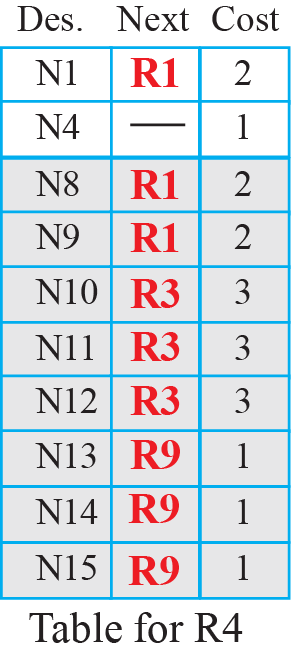 Des. Next Cost
N1 R1 2
N4 — 1
N8 R1 2
N9 R1 2
N10 R3 3
N11 R3 3
N12 R3 3
N13 R9 1
N14 R9 1
N15 R9 1
Table for R4